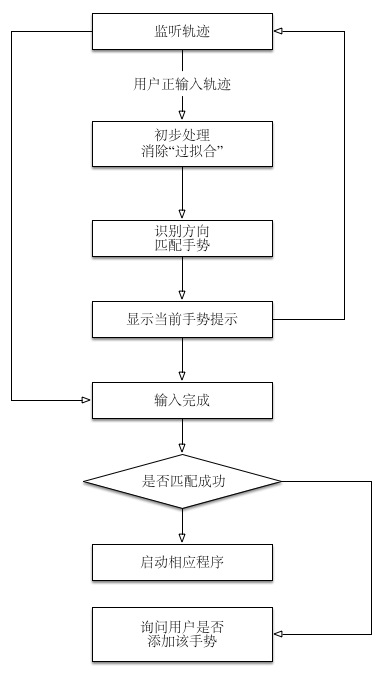 监听轨迹
用户正输入轨迹
初步处理
消除“过拟合”
识别方向
匹配手势
显示当前手势提示
输入完成
是否匹配成功
启动相应程序
询问用户是否
添加该手势